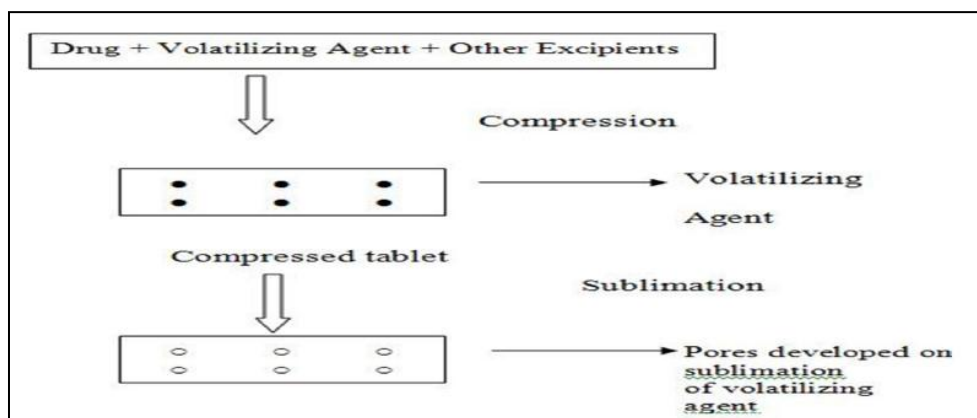 Drug + Volatilizing Agent + Other Excipients
Compression
Volatilizing
Agent
Compressed tablet
Sublimation
Pores developed on
sublimation
of volatilizing
agent